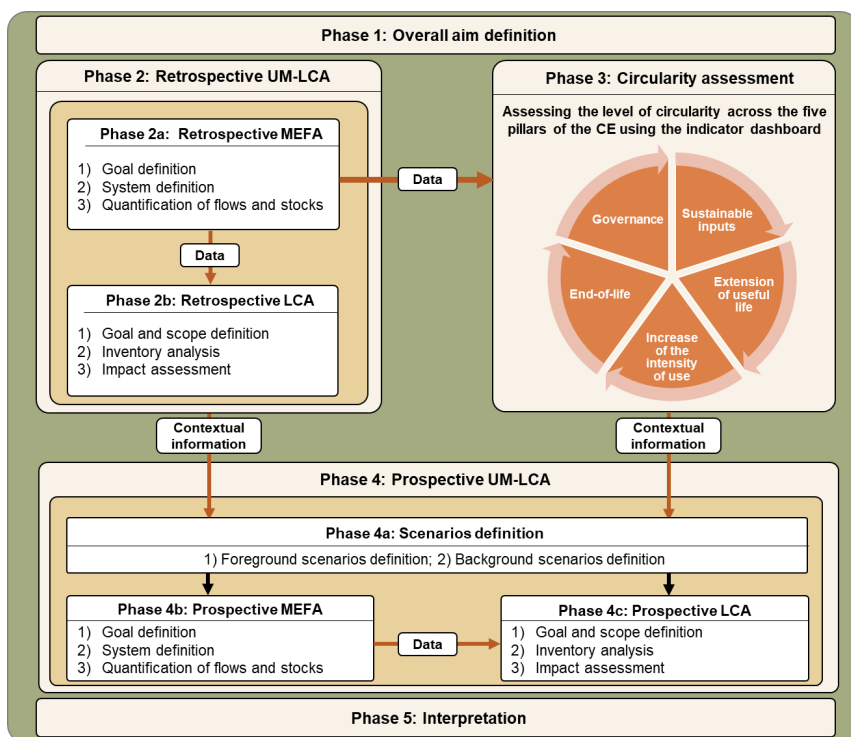 Phase 1: Overall aim definition
Phase 2: Retrospective UM-LCA
Phase 2a:  Retrospective MEFA
1) Goal definition
2) System definition
3) Quantification of flows and stocks
Data
Phase 2b: Retrospective LCA
1) Goal and scope definition
2) Inventory analysis
3) Impact assessment
Data
Phase 3: Circularity assessment
Assessing the level of circularity across the five
pillars of the CE using the indicator dashboard
Governance
Sustainable
inputs
End-of-life
Extension
of useful
life
Increase
of the
intensity
of use
Contextual
information
Contextual
information
Phase 4: Prospective UM-LCA
Phase 4a: Scenarios definition
1) Foreground scenarios definition; 2) Background scenarios definition
Phase 4b: Prospective MEFA
1) Goal definition
2) System definition
3) Quantification of flows and stocks
Data
Phase 4c: Prospective LCA
1) Goal and scope definition
2) Inventory analysis
3) Impact assessment
Phase 5: Interpretation